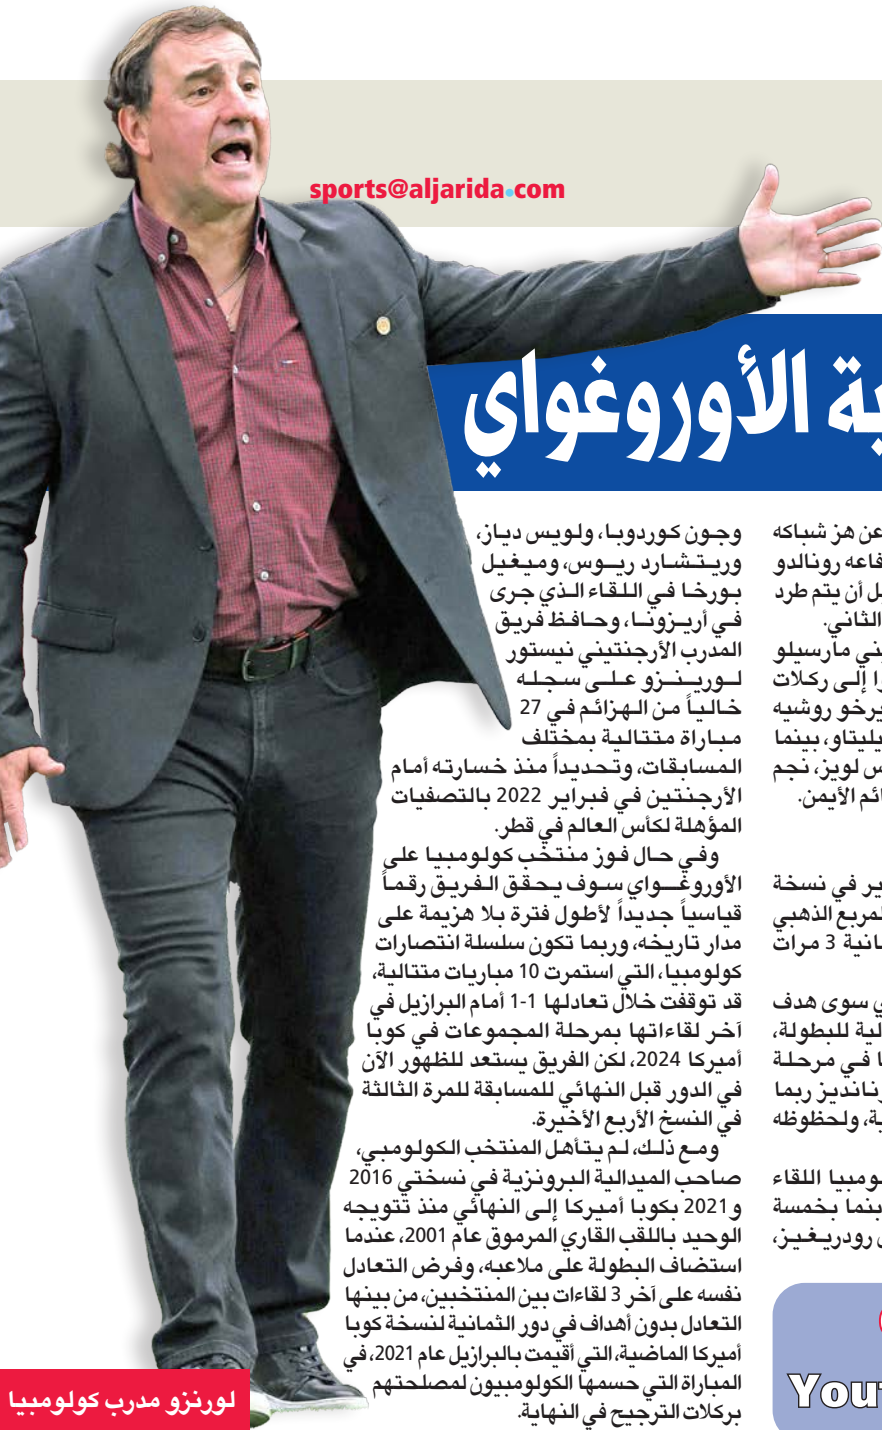 sports@aljarida.com
بة الأوروغواي
عن هز شباكه
فاعه رونالدو
ل أن يتم طرد
الثاني.
ني مارسيلو
را إلى ركلات
يرخو روشيه
يليتاو، بينما
س لويز، نجم
ائم الأيمن.
ير في نسخة
لمربع الذهبي
انية 3 مرات
ي سوى هدف
لية للبطولة،
ا في مرحلة
نانديز ربما
ية، ولحظوظه
ومبيا اللقاء
بنما بخمسة
رودريغيز،
You
وجون كوردوبا، ولويس دياز،
وريتشارد ريوس، وميغيل
بورخا في اللقاء الذي جرى
في أريزونا، وحافظ فريق
المدرب الأرجنتيني نيستور
لورينزو على سجله
خالياً من الهزائم في 27
مباراة متتالية بمختلف
المسابقات، وتحديداً منذ خسارته أمام
الأرجنتين في فبراير 2022 بالتصفيات
المؤهلة لكأس العالم في قطر.
وفي حال فوز منتخب كولومبيا على
الأوروغواي سوف يحقق الفريق رقماً
قياسياً جديداً لأطول فترة بلا هزيمة على
مدار تاريخه، وربما تكون سلسلة انتصارات
كولومبيا، التي استمرت 10 مباريات متتالية،
قد توقفت خلال تعادلها 1-1 أمام البرازيل في
آخر لقاءاتها بمرحلة المجموعات في كوبا
أميركا 2024، لكن الفريق يستعد للظهور الآن
في الدور قبل النهائي للمسابقة للمرة الثالثة
في النسخ الأربع الأخيرة.
ومع ذلك، لم يتأهل المنتخب الكولومبي،
صاحب الميدالية البرونزية في نسختي 2016
و2021 بكوبا أميركا إلى النهائي منذ تتويجه
الوحيد باللقب القاري المرموق عام 2001، عندما
استضاف البطولة على ملاعبه، وفرض التعادل
نفسه على آخر 3 لقاءات بين المنتخبين، من بينها
التعادل بدون أهداف في دور الثمانية لنسخة كوبا
أميركا الماضية، التي أقيمت بالبرازيل عام 2021، في
المباراة التي حسمها الكولومبيون لمصلحتهم
بركلات الترجيح في النهاية.
لورنزو مدرب كولومبيا